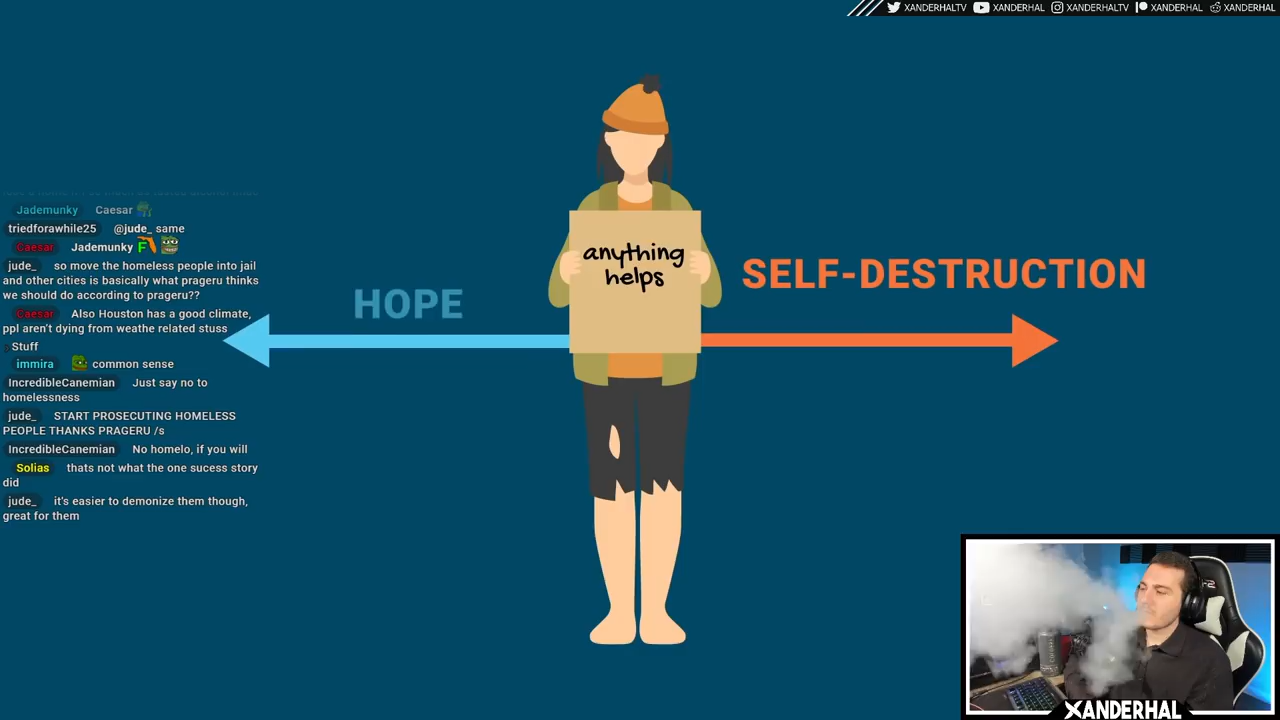 XANDERHALTV XANDERHAL XANDERHALTV XANDERHAL XANDERHAL
Jademunky Caesar
triedforawhile25 @jude_ same
Caesar Jademunky F
jude_ so move the homeless people into jail
and other cities is basically what prageru thinks
we should do according to prageru??
Caesar Also Houston has a good climate,
ppl aren't dying from weathe related stuss
Stuff
immira common sense
IncredibleCanemian Just say no to
homelessness
jude_ START PROSECUTING HOMELESS
PEOPLE THANKS PRAGERU /s
IncredibleCanemian No homelo, if you will
Solias thats not what the one sucess story
did
jude_ it's easier to demonize them though,
great for them
HOPE
anything
helps
SELF-DESTRUCTION
XANDERHAL